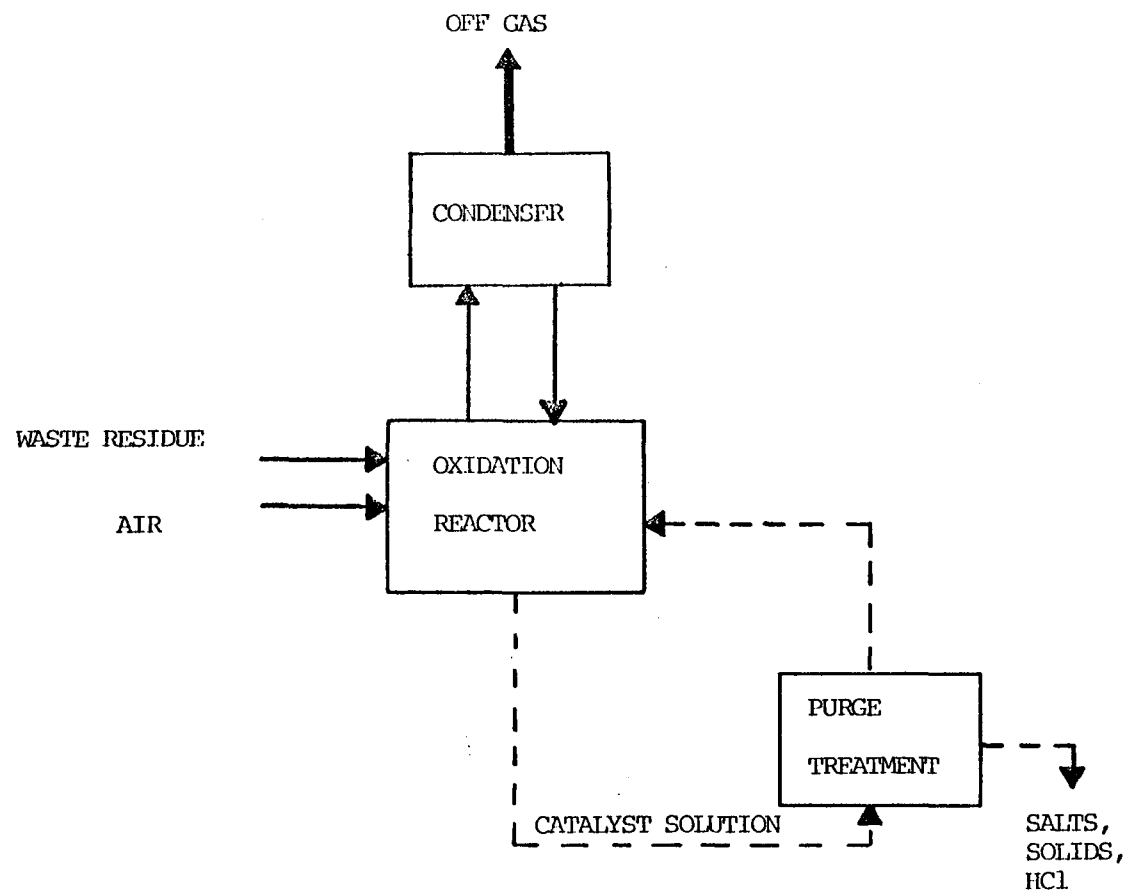 OFF GAS
CONDENSER
WASTE RESIDUE
AIR
OXIDATION
REACTOR
PURGE
TREATMENT
CATALYST SOLUTION
SALTS,
SOLIDS,
HCl